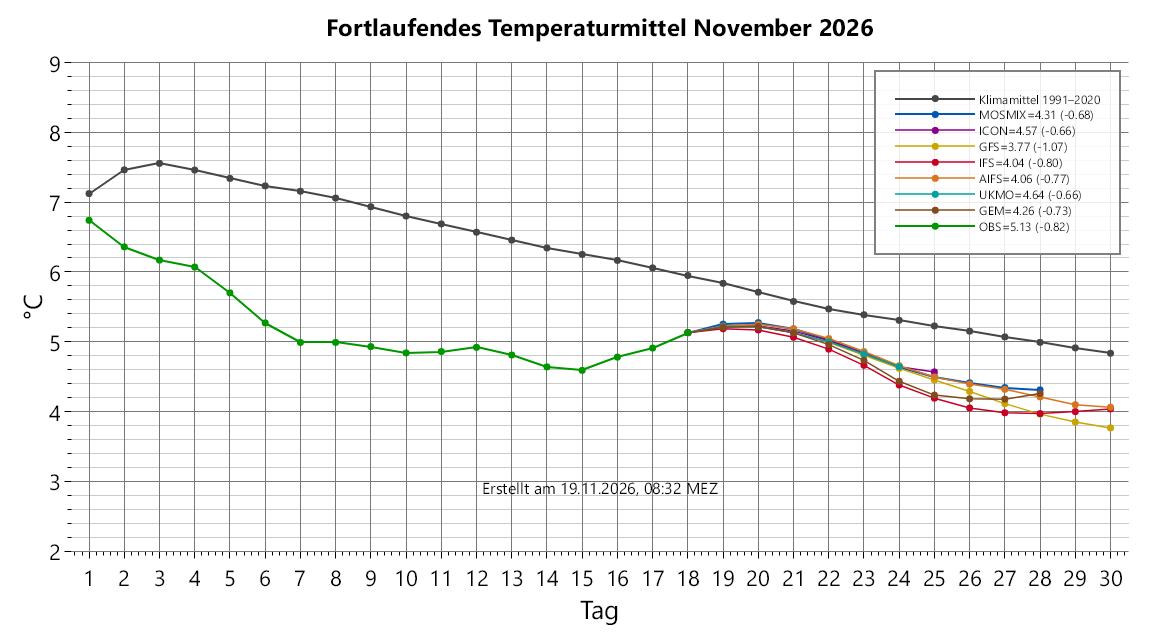 Fortlaufendes Temperaturmittel November 2026
9
8
7
6
5
4
3
2
°C
Klimamittel 1991–2020
MOSMIX=4.31 (-0.68)
ICON=4.57 (-0.66)
GFS=3.77 (-1.07)
IFS=4.04 (-0.80)
AIFS=4.06 (-0.77)
UKMO=4.64 (-0.66)
GEM=4.26 (-0.73)
OBS=5.13 (-0.82)
Erstellt am 19.11.2026, 08:32 MEZ
1 2 3 4 5 6 7 8 9 10 11 12 13 14 15 16 17 18 19 20 21 22 23 24 25 26 27 28 29 30
Tag